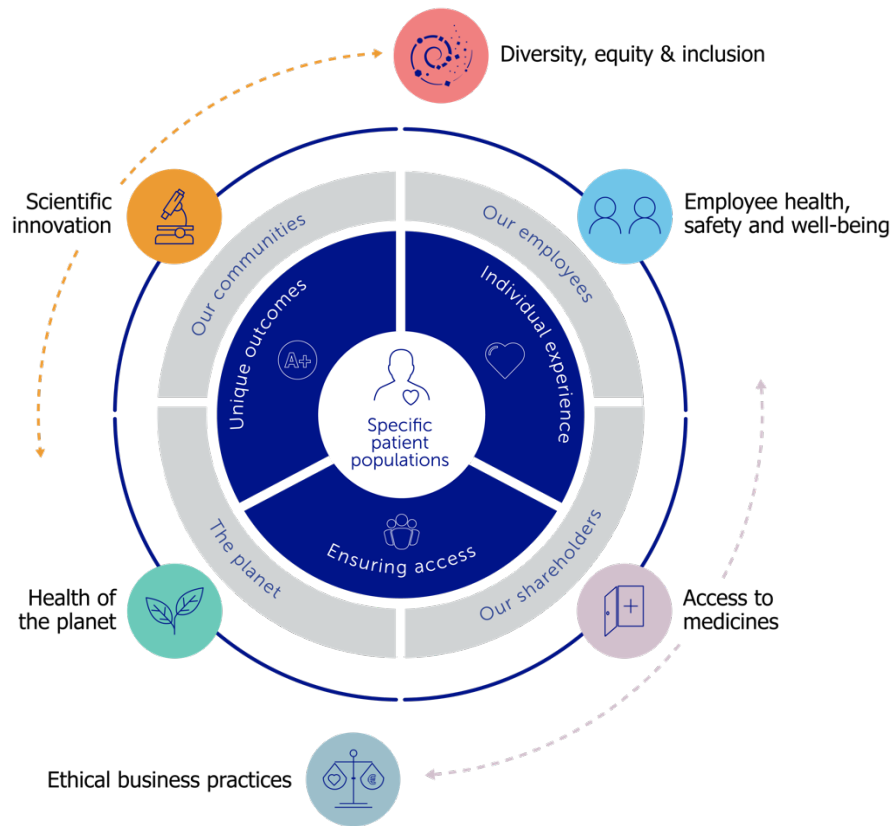 Diversity, equity & inclusion
Scientific
innovation
Employee health,
safety and well-being
Our communities
Our employees
Unique outcomes
A+
Individual experience
Specific
patient
populations
Ensuring access
The planet
Our shareholders
Health of
the planet
Access to
medicines
Ethical business practices
€